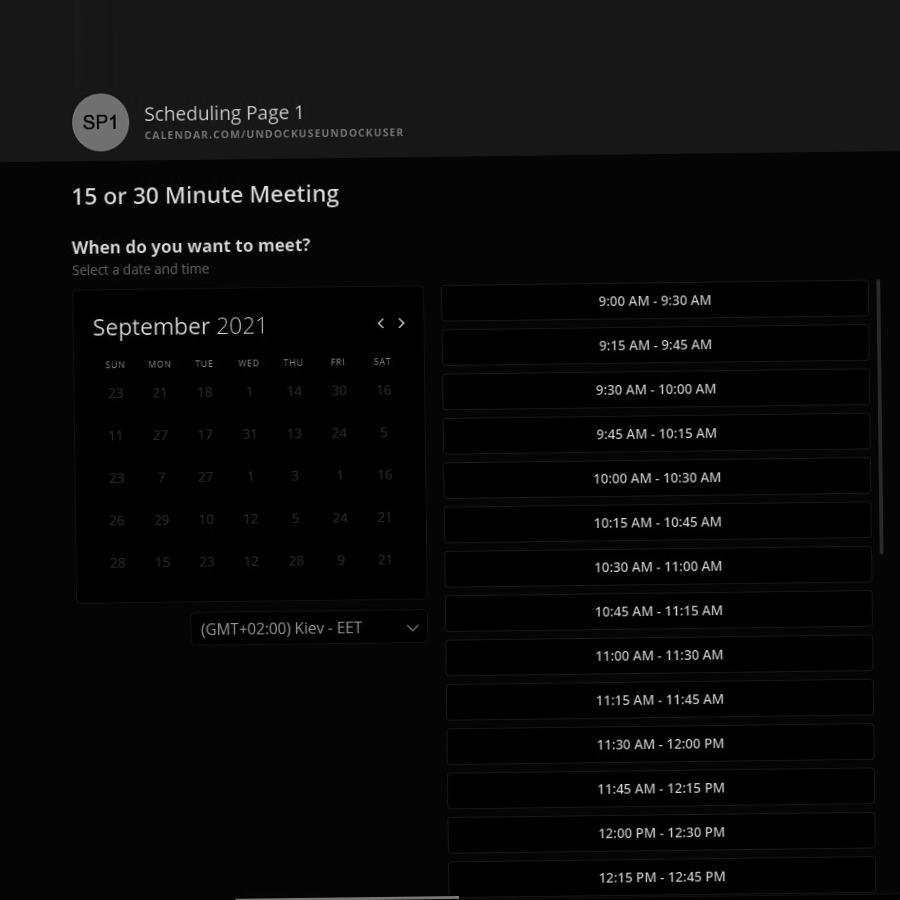 SP1
Scheduling Page 1
CALENDAR.COM/UNDOCKUSEUNDOCKUSER
15 or 30 Minute Meeting
When do you want to meet?
Select a date and time
September 2021
SUN MON TUE WED THU FRI SAT
23 21 18 1 14 30 16
11 27 17 31 13 24 5
23 7 27 1 3 1 16
26 29 10 12 5 24 21
28 15 23 12 28 9 21
(GMT+02:00) Kiev - EET
9:00 AM - 9:30 AM
9:15 AM - 9:45 AM
9:30 AM - 10:00 AM
9:45 AM - 10:15 AM
10:00 AM - 10:30 AM
10:15 AM - 10:45 AM
10:30 AM - 11:00 AM
10:45 AM - 11:15 AM
11:00 AM - 11:30 AM
11:15 AM - 11:45 AM
11:30 AM - 12:00 PM
11:45 AM - 12:15 PM
12:00 PM - 12:30 PM
12:15 PM - 12:45 PM